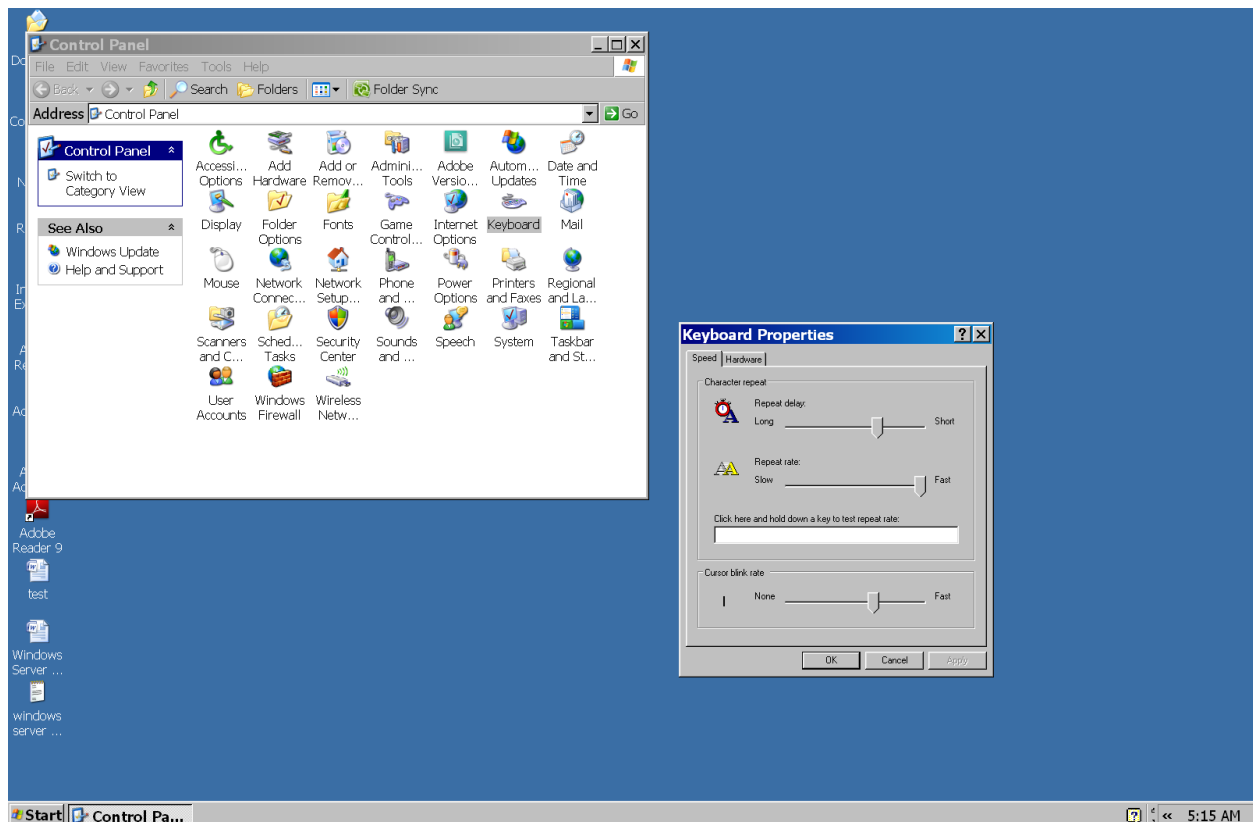 Control Panel
File Edit View Favorites Tools Help
Back Search Folders Folder Sync
Address Control Panel Go
Control Panel
Switch to
Category View
See Also
Windows Update
Help and Support
Accessi... Add Add or Admini... Adobe Autom... Date and
Options Hardware Remov... Tools Versio... Updates Time
Display Folder Fonts Game Internet Keyboard Mail
Options Control... Options
Mouse Network Network Phone Power Printers Regional
Connec... Setup... and ... Options and Faxes and La...
Scanners Sched... Security Sounds Speech System Taskbar
and C... Tasks Center and ... and St...
User Windows Wireless
Accounts Firewall Netw...
Adobe
Reader 9
test
Windows
Server ...
windows
server ...
Keyboard Properties
Speed Hardware
Character repeat
Repeat delay:
Long Short
Repeat rate:
Slow Fast
Click here and hold down a key to test repeat rate:
Cursor blink rate
None Fast
OK Cancel Apply
Start Control Pa... « 5:15 AM